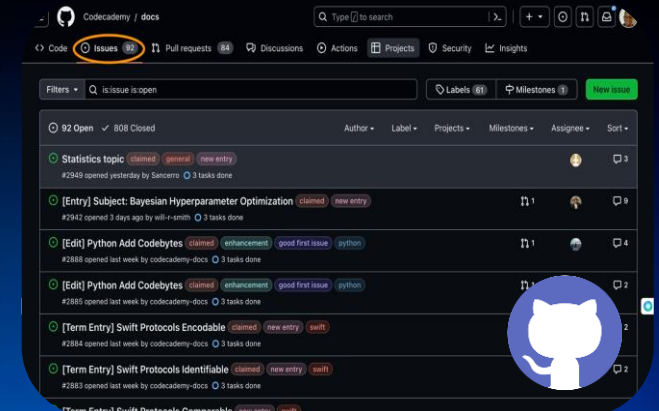 Codecademy / docs
Type / to search
Code
Issues 92
Pull requests 84
Discussions
Actions
Projects
Security
Insights
Filters
is:issue is:open
Labels 61
Milestones 1
New issue
92 Open
808 Closed
Author
Label
Projects
Milestones
Assignee
Sort
Statistics topic claimed general new entry
3
#2949 opened yesterday by Sancerro 3 tasks done
[Entry] Subject: Bayesian Hyperparameter Optimization claimed new entry
1
9
#2942 opened 3 days ago by will-r-smith 3 tasks done
[Edit] Python Add Codebytes claimed enhancement good first issue python
1
4
#2888 opened last week by codecademy-docs 3 tasks done
[Edit] Python Add Codebytes claimed enhancement good first issue python
2
#2885 opened last week by codecademy-docs 3 tasks done
[Term Entry] Swift Protocols Encodable claimed new entry swift
2
#2884 opened last week by codecademy-docs 3 tasks done
[Term Entry] Swift Protocols Identifiable claimed new entry swift
2
#2883 opened last week by codecademy-docs 3 tasks done
[Term Entry] Swift Protocols Comparable new entry swift